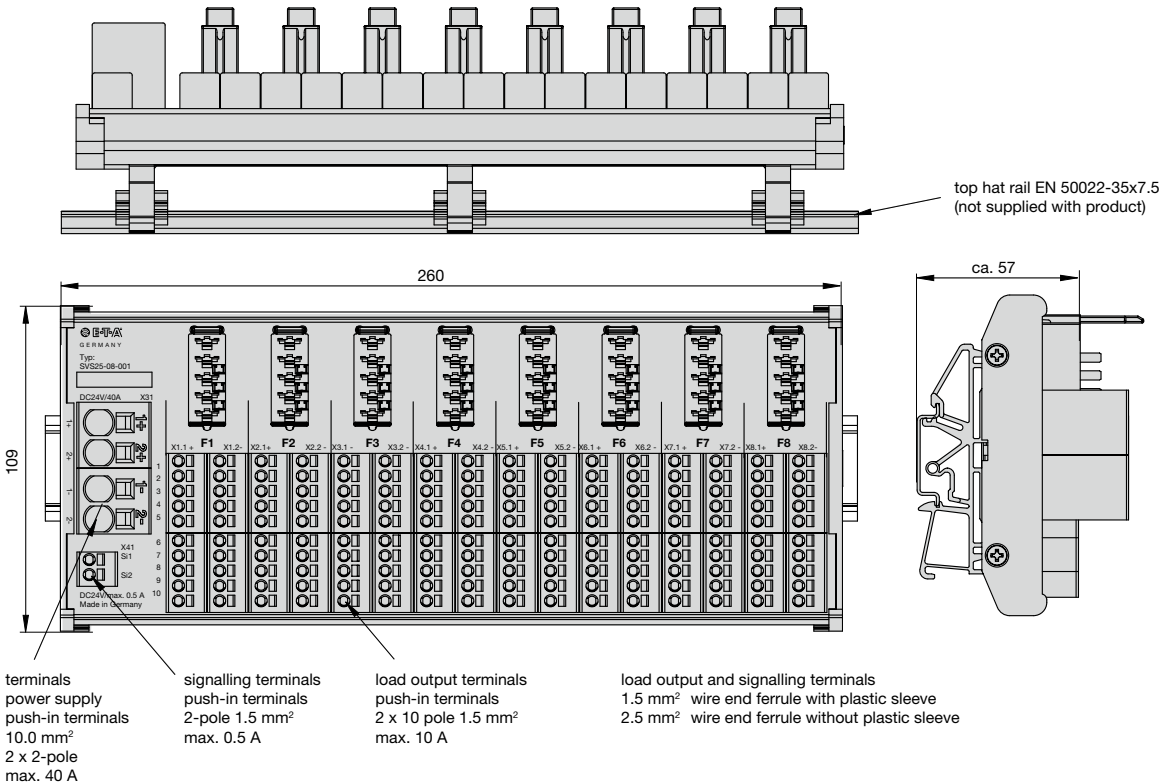 top hat rail EN 50022-35x7.5
(not supplied with product)
260
ca. 57
109
E-T-A
GERMANY
Typ:
SVS25-08-001
DC24V/40A X31
1+ 1+
2+ 2+
1- 1-
2- 2-
X41
Si1
Si2
DC24V/max. 0.5 A
Made in Germany
F1 F2 F3 F4 F5 F6 F7 F8
X1.1 + X1.2- X2.1+ X2.2 - X3.1 - X3.2 - X4.1 + X4.2 - X5.1 + X5.2 - X6.1 + X6.2 - X7.1 + X7.2 - X8.1+ X8.2-
1
2
3
4
5
6
7
8
9
10
terminals
power supply
push-in terminals
10.0 mm²
2 x 2-pole
max. 40 A
signalling terminals
push-in terminals
2-pole 1.5 mm²
max. 0.5 A
load output terminals
push-in terminals
2 x 10 pole 1.5 mm²
max. 10 A
load output and signalling terminals
1.5 mm² wire end ferrule with plastic sleeve
2.5 mm² wire end ferrule without plastic sleeve